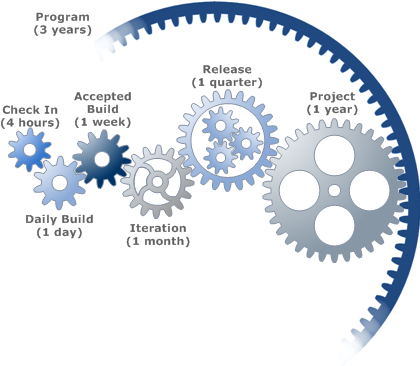 Program
(3 years)
Release
(1 quarter)
Accepted
Build
(1 week)
Project
(1 year)
Check In
(4 hours)
Daily Build
(1 day)
Iteration
(1 month)